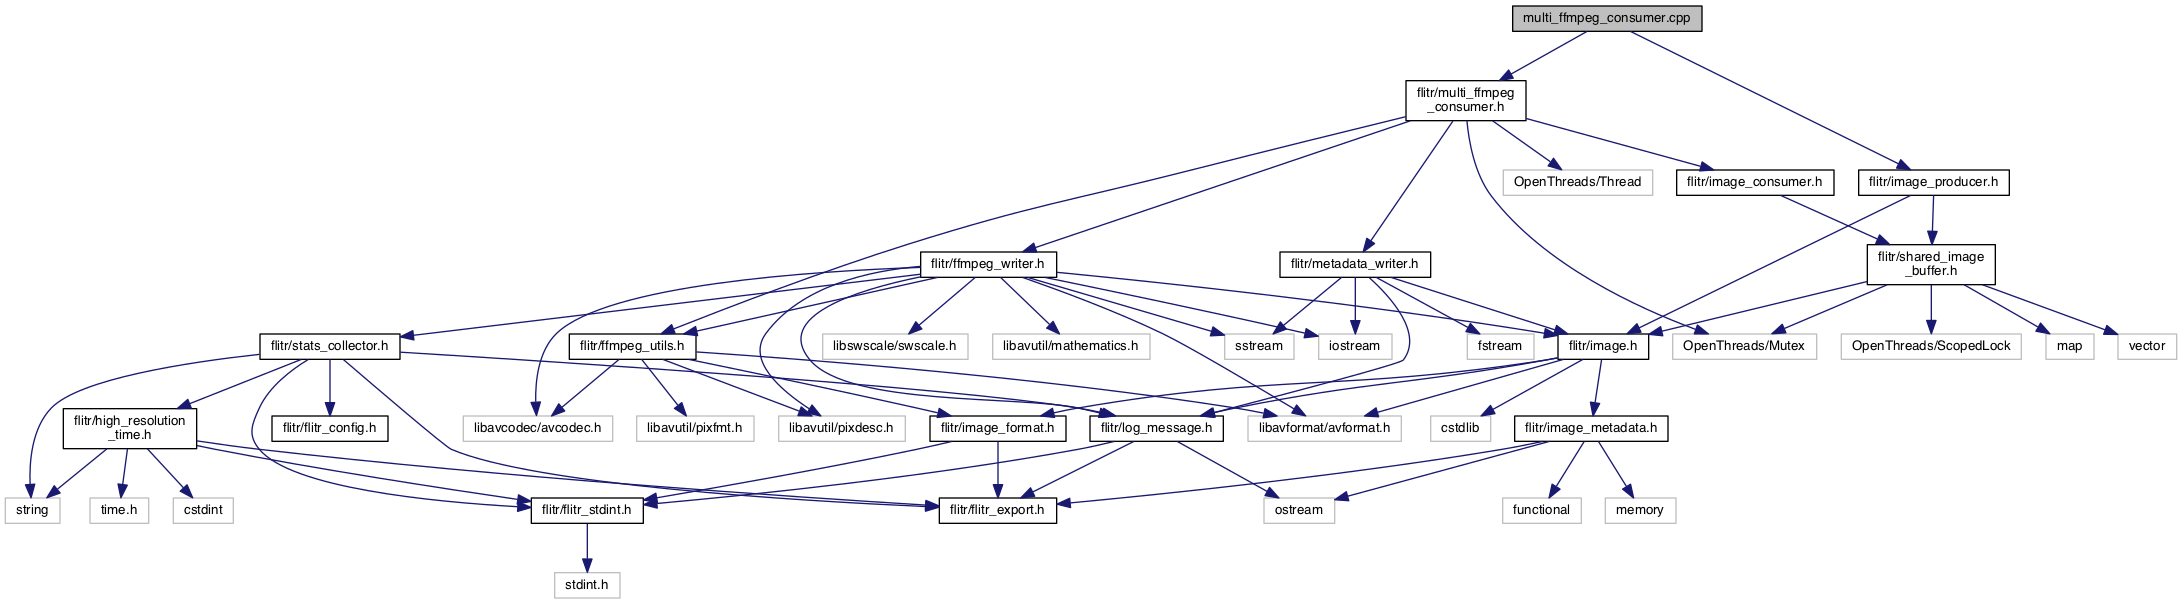 multi_ffmpeg_consumer.cpp
flitr/multi_ffmpeg
_consumer.h
OpenThreads/Thread
flitr/image_consumer.h
flitr/image_producer.h
flitr/ffmpeg_writer.h
flitr/metadata_writer.h
flitr/shared_image
_buffer.h
flitr/stats_collector.h
flitr/ffmpeg_utils.h
libswscale/swscale.h
libavutil/mathematics.h
sstream
iostream
fstream
flitr/image.h
OpenThreads/Mutex
OpenThreads/ScopedLock
map
vector
flitr/high_resolution
_time.h
flitr/flitr_config.h
libavcodec/avcodec.h
libavutil/pixfmt.h
libavutil/pixdesc.h
flitr/image_format.h
flitr/log_message.h
libavformat/avformat.h
cstdlib
flitr/image_metadata.h
string
time.h
cstdint
flitr/flitr_stdint.h
flitr/flitr_export.h
ostream
functional
memory
stdint.h